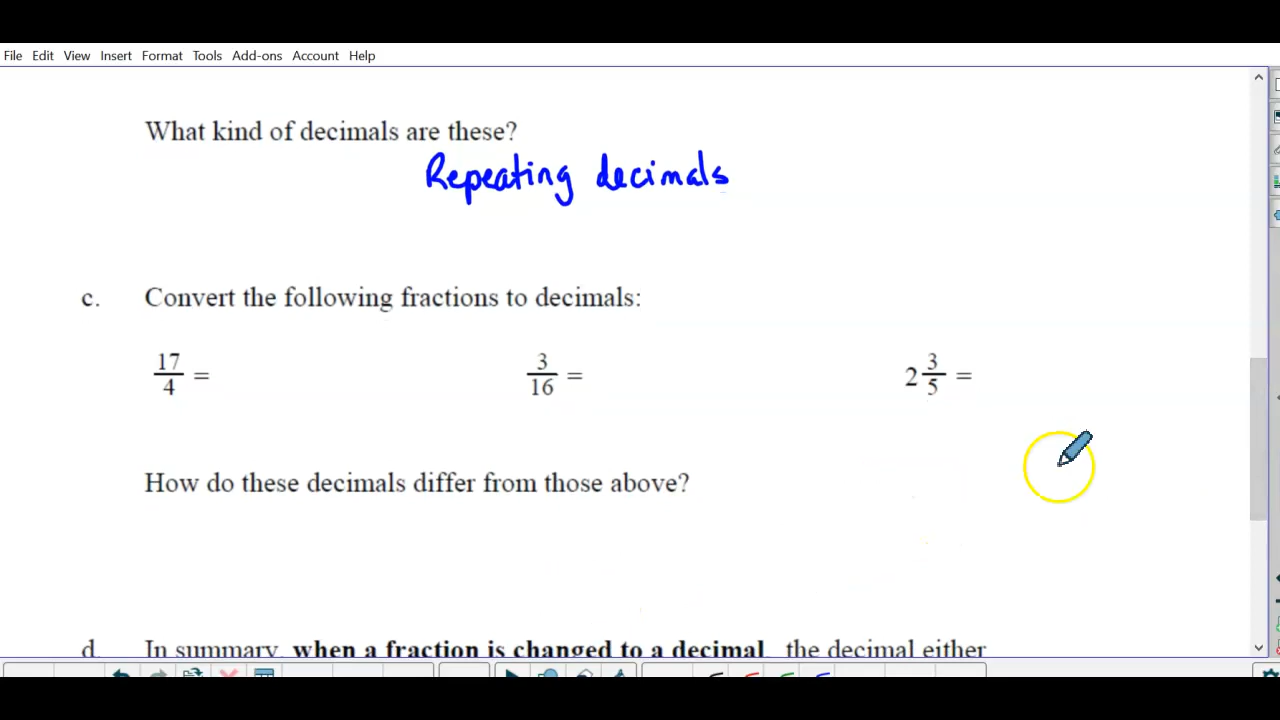 File Edit View Insert Format Tools Add-ons Account Help
What kind of decimals are these?
Repeating decimals
c. Convert the following fractions to decimals:
17/4 = 3/16 = 2 3/5 =
How do these decimals differ from those above?
d. In summary, when a fraction is changed to a decimal, the decimal either